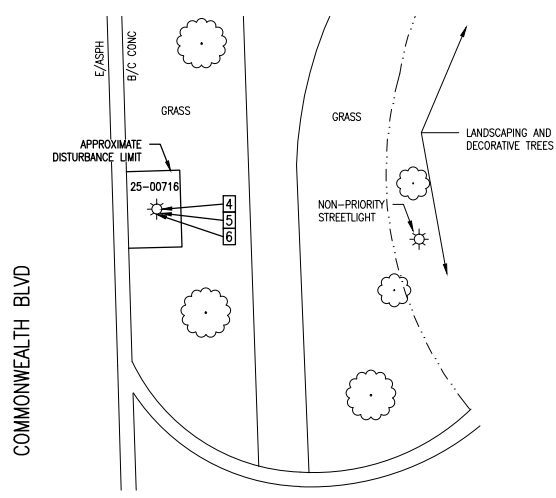 E/ASPH
B/C CONC
GRASS
GRASS
APPROXIMATE
DISTURBANCE LIMIT
LANDSCAPING AND
DECORATIVE TREES
25-00716
4
5
6
NON-PRIORITY
STREETLIGHT
COMMONWEALTH BLVD